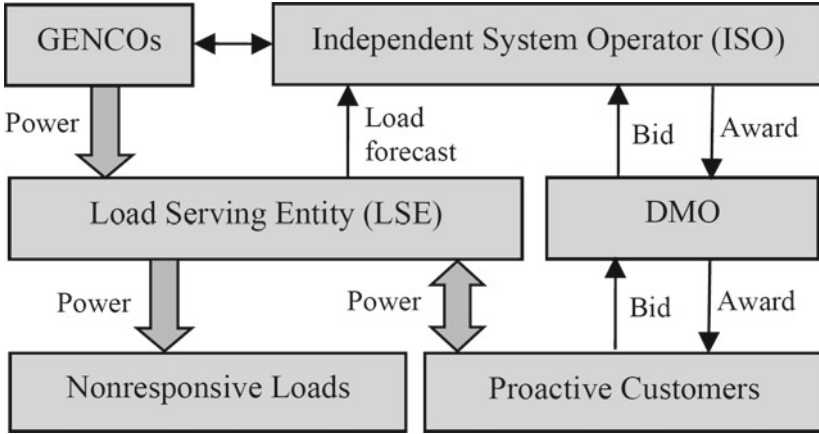 GENCOs
Independent System Operator (ISO)
Power
Load
forecast
Bid
Award
Load Serving Entity (LSE)
DMO
Power
Power
Bid
Award
Nonresponsive Loads
Proactive Customers